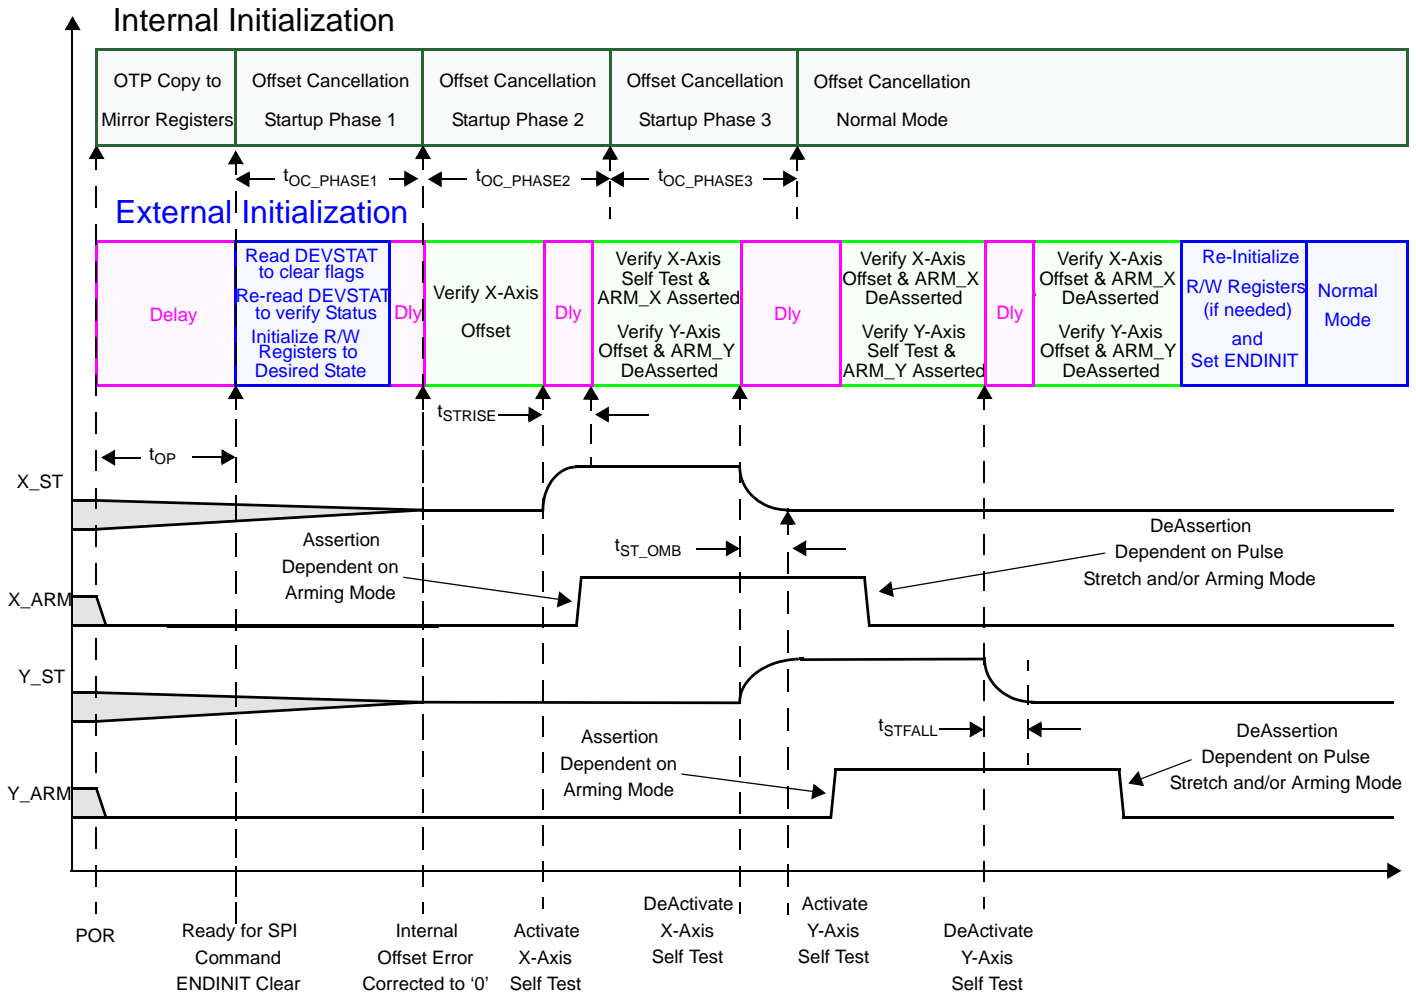 Internal Initialization
OTP Copy to
Mirror Registers
Offset Cancellation
Startup Phase 1
Offset Cancellation
Startup Phase 2
Offset Cancellation
Startup Phase 3
Offset Cancellation
Normal Mode
tOC_PHASE1
tOC_PHASE2
tOC_PHASE3
External Initialization
Delay
Read DEVSTAT
to clear flags
Re-read DEVSTAT
to verify Status
Initialize R/W
Registers to
Desired State
Dly
Verify X-Axis
Offset
Dly
Verify X-Axis
Self Test &
ARM_X Asserted
Verify Y-Axis
Offset & ARM_Y
DeAsserted
Dly
Verify X-Axis
Offset & ARM_X
DeAsserted
Verify Y-Axis
Self Test &
ARM_Y Asserted
Dly
Verify X-Axis
Offset & ARM_X
DeAsserted
Verify Y-Axis
Offset & ARM_Y
DeAsserted
Re-Initialize
R/W Registers
(if needed)
and
Set ENDINIT
Normal
Mode
tSTRISE
tOP
X_ST
Assertion
Dependent on
Arming Mode
tST_OMB
DeAssertion
Dependent on Pulse
Stretch and/or Arming Mode
X_ARM
Y_ST
tSTFALL
Assertion
Dependent on
Arming Mode
DeAssertion
Dependent on Pulse
Stretch and/or Arming Mode
Y_ARM
POR
Ready for SPI
Command
ENDINIT Clear
Internal
Offset Error
Corrected to ‘0’
Activate
X-Axis
Self Test
DeActivate
X-Axis
Self Test
Activate
Y-Axis
Self Test
DeActivate
Y-Axis
Self Test